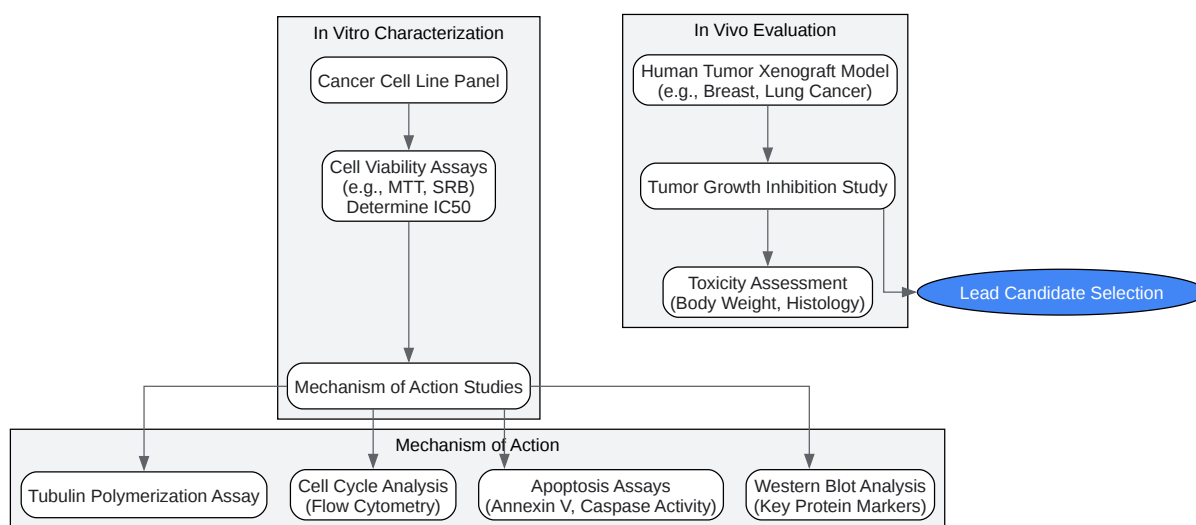 In Vitro Characterization
Cancer Cell Line Panel
Cell Viability Assays
(e.g., MTT, SRB)
Determine IC50
Mechanism of Action Studies
In Vivo Evaluation
Human Tumor Xenograft Model
(e.g., Breast, Lung Cancer)
Tumor Growth Inhibition Study
Toxicity Assessment
(Body Weight, Histology)
Lead Candidate Selection
Mechanism of Action
Tubulin Polymerization Assay
Cell Cycle Analysis
(Flow Cytometry)
Apoptosis Assays
(Annexin V, Caspase Activity)
Western Blot Analysis
(Key Protein Markers)